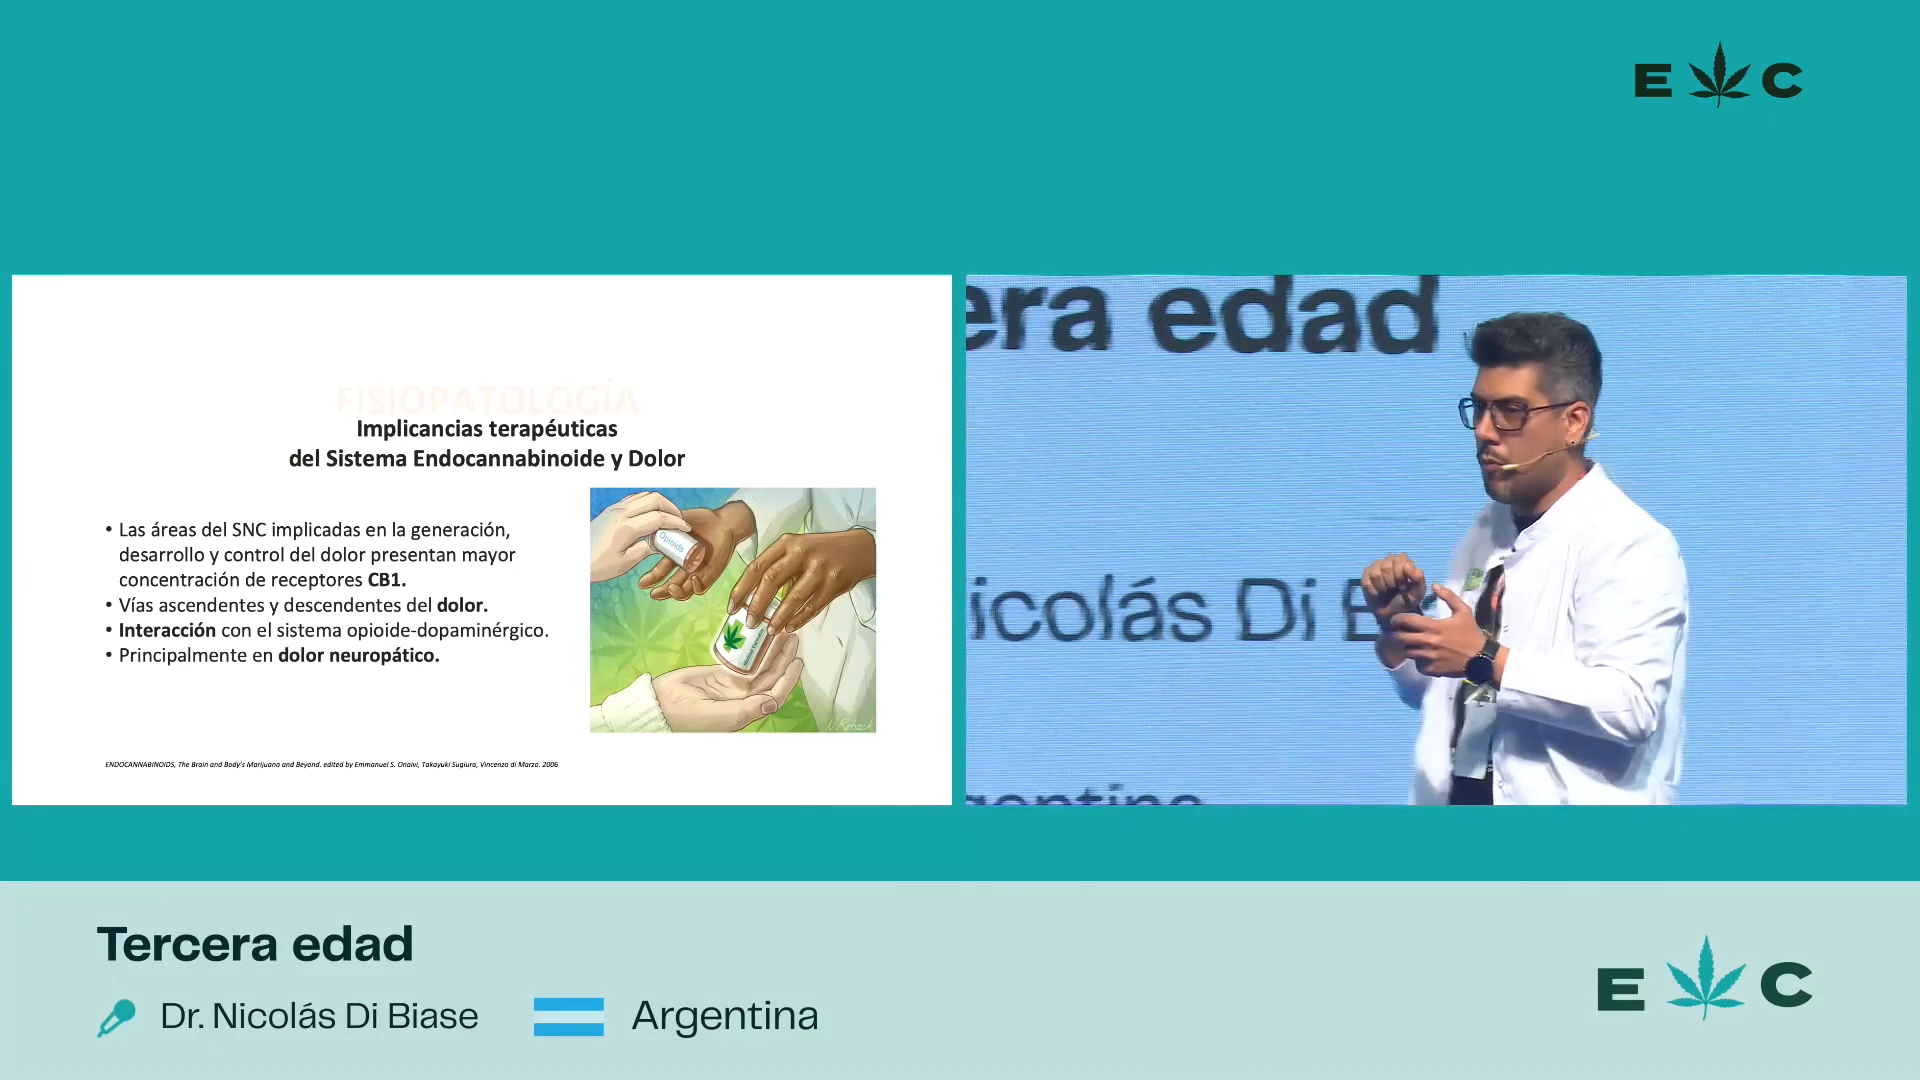 E C
FISIOPATOLOGÍA
Implicancias terapéuticas
del Sistema Endocannabinoide y Dolor
• Las áreas del SNC implicadas en la generación,
desarrollo y control del dolor presentan mayor
concentración de receptores CB1.
• Vías ascendentes y descendentes del dolor.
• Interacción con el sistema opioide-dopaminérgico.
• Principalmente en dolor neuropático.
Opioids
N. Reback
ENDOCANNABINOIDS, The Brain and Body's Marijuana and Beyond. edited by Emmanuel S. Onaivi, Takayuki Sugiura, Vincenzo di Marzo. 2006
era edad
icolás Di B
gentina
Tercera edad
Dr. Nicolás Di Biase
Argentina
E C